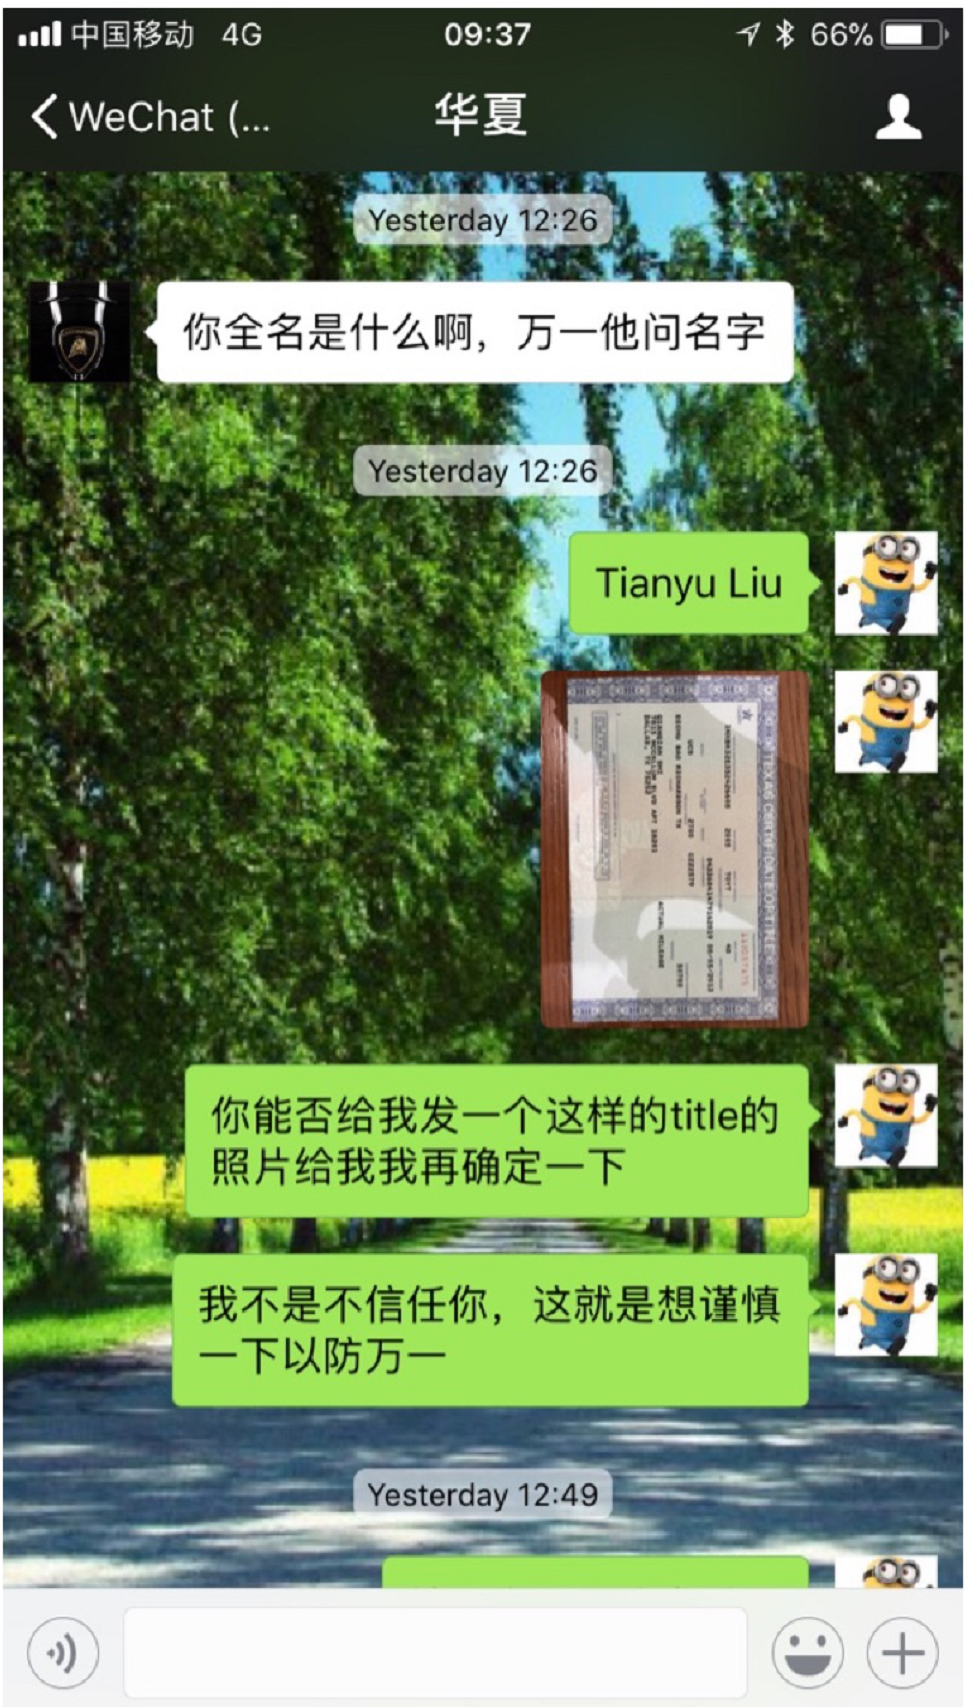 中国移动 4G 09:37 66%
WeChat (... 华夏
Yesterday 12:26
你全名是什么啊，万一他问名字
Yesterday 12:26
Tianyu Liu
你能否给我发一个这样的title的
照片给我我再确定一下
我不是不信任你，这就是想谨慎
一下以防万一
Yesterday 12:49